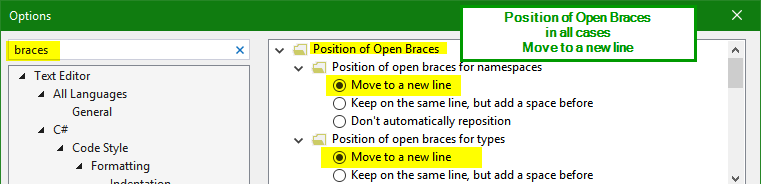 Options
Position of Open Braces
in all cases
Move to a new line
braces
Text Editor
All Languages
General
C#
Code Style
Formatting
Indentation
Position of Open Braces
Position of open braces for namespaces
Move to a new line
Keep on the same line, but add a space before
Don't automatically reposition
Position of open braces for types
Move to a new line
Keep on the same line, but add a space before